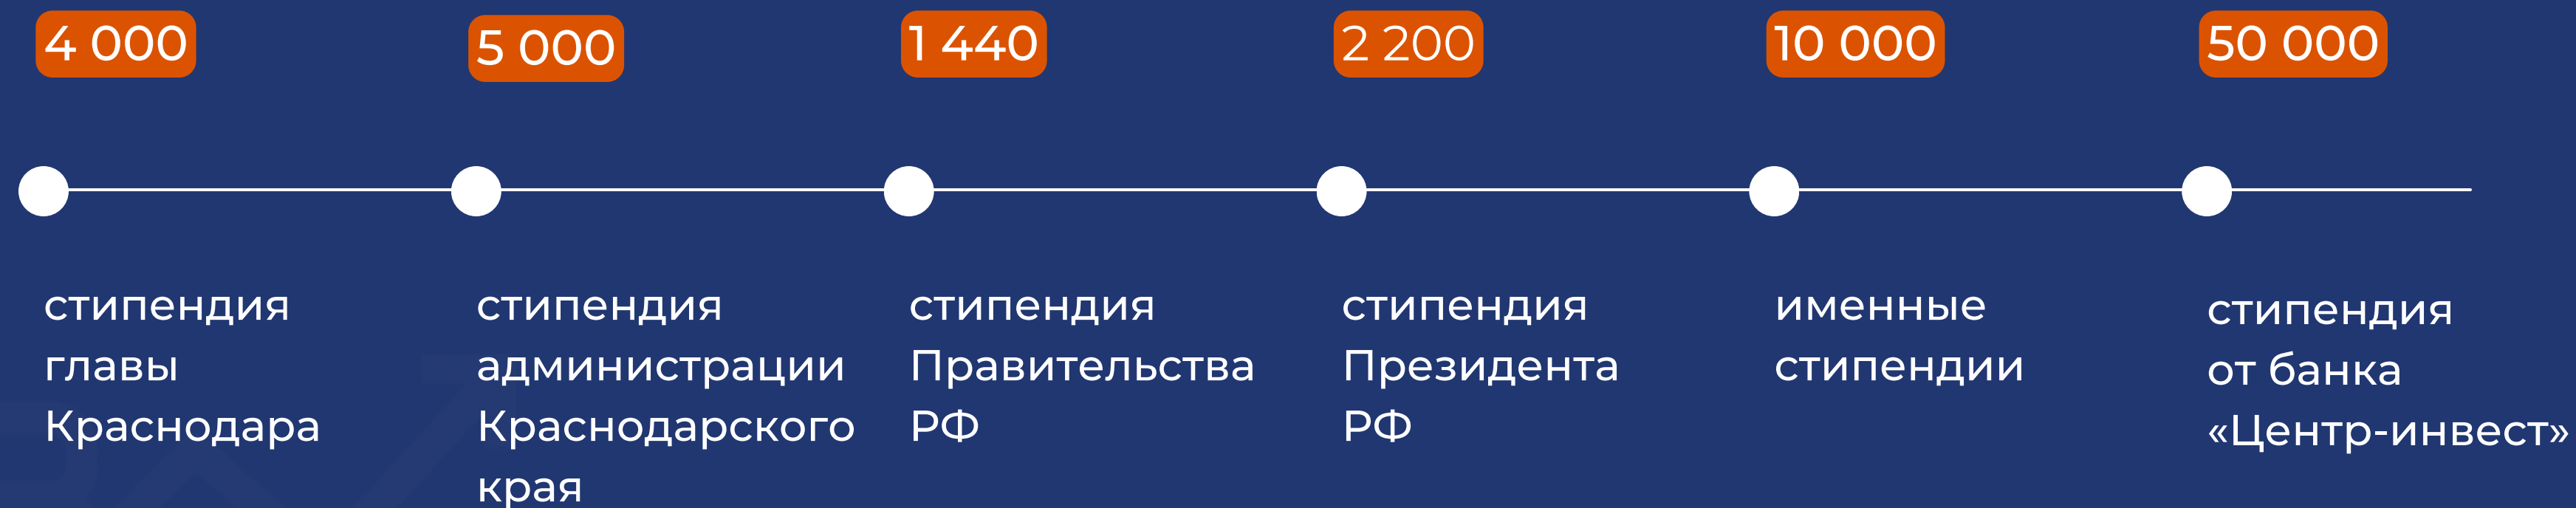 4 000
стипендия
главы
Краснодара
5 000
стипендия
администрации
Краснодарского
края
1 440
стипендия
Правительства
РФ
2 200
стипендия
Президента
РФ
10 000
именные
стипендии
50 000
стипендия
от банка
«Центр-инвест»